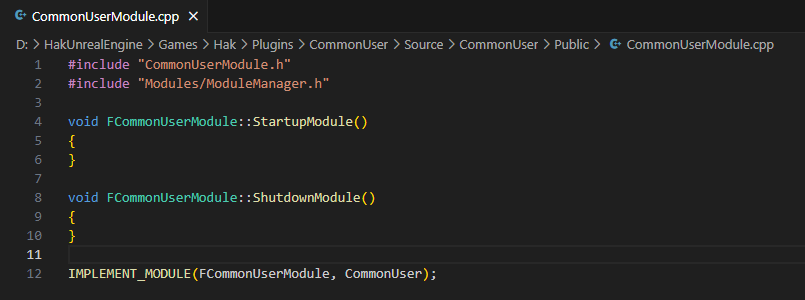 CommonUserModule.cpp
D: > HakUnrealEngine > Games > Hak > Plugins > CommonUser > Source > CommonUser > Public > CommonUserModule.cpp
1 #include "CommonUserModule.h"
2 #include "Modules/ModuleManager.h"
3
4 void FCommonUserModule::StartupModule()
5 {
6 }
7
8 void FCommonUserModule::ShutdownModule()
9 {
10 }
11
12 IMPLEMENT_MODULE(FCommonUserModule, CommonUser);